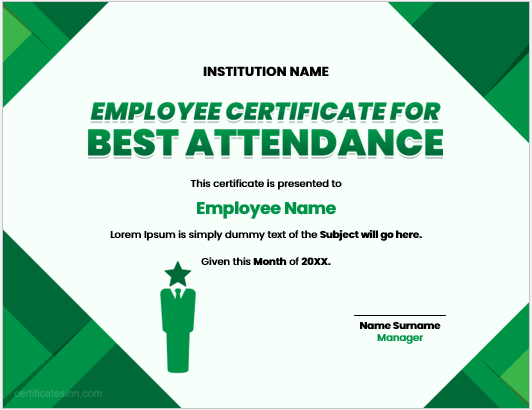 INSTITUTION NAME
EMPLOYEE CERTIFICATE FOR
BEST ATTENDANCE
This certificate is presented to
Employee Name
Lorem Ipsum is simply dummy text of the Subject will go here.
Given this Month of 20XX.
Name Surname
Manager
certificatesinn.com